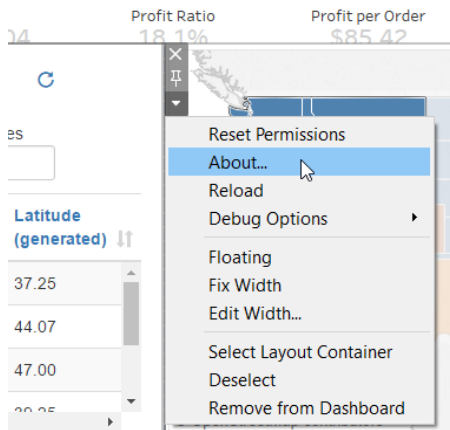 Profit Ratio
Profit per Order
18.1%
$85.42
es
Latitude
(generated)
37.25
44.07
47.00
Reset Permissions
About...
Reload
Debug Options
Floating
Fix Width
Edit Width...
Select Layout Container
Deselect
Remove from Dashboard